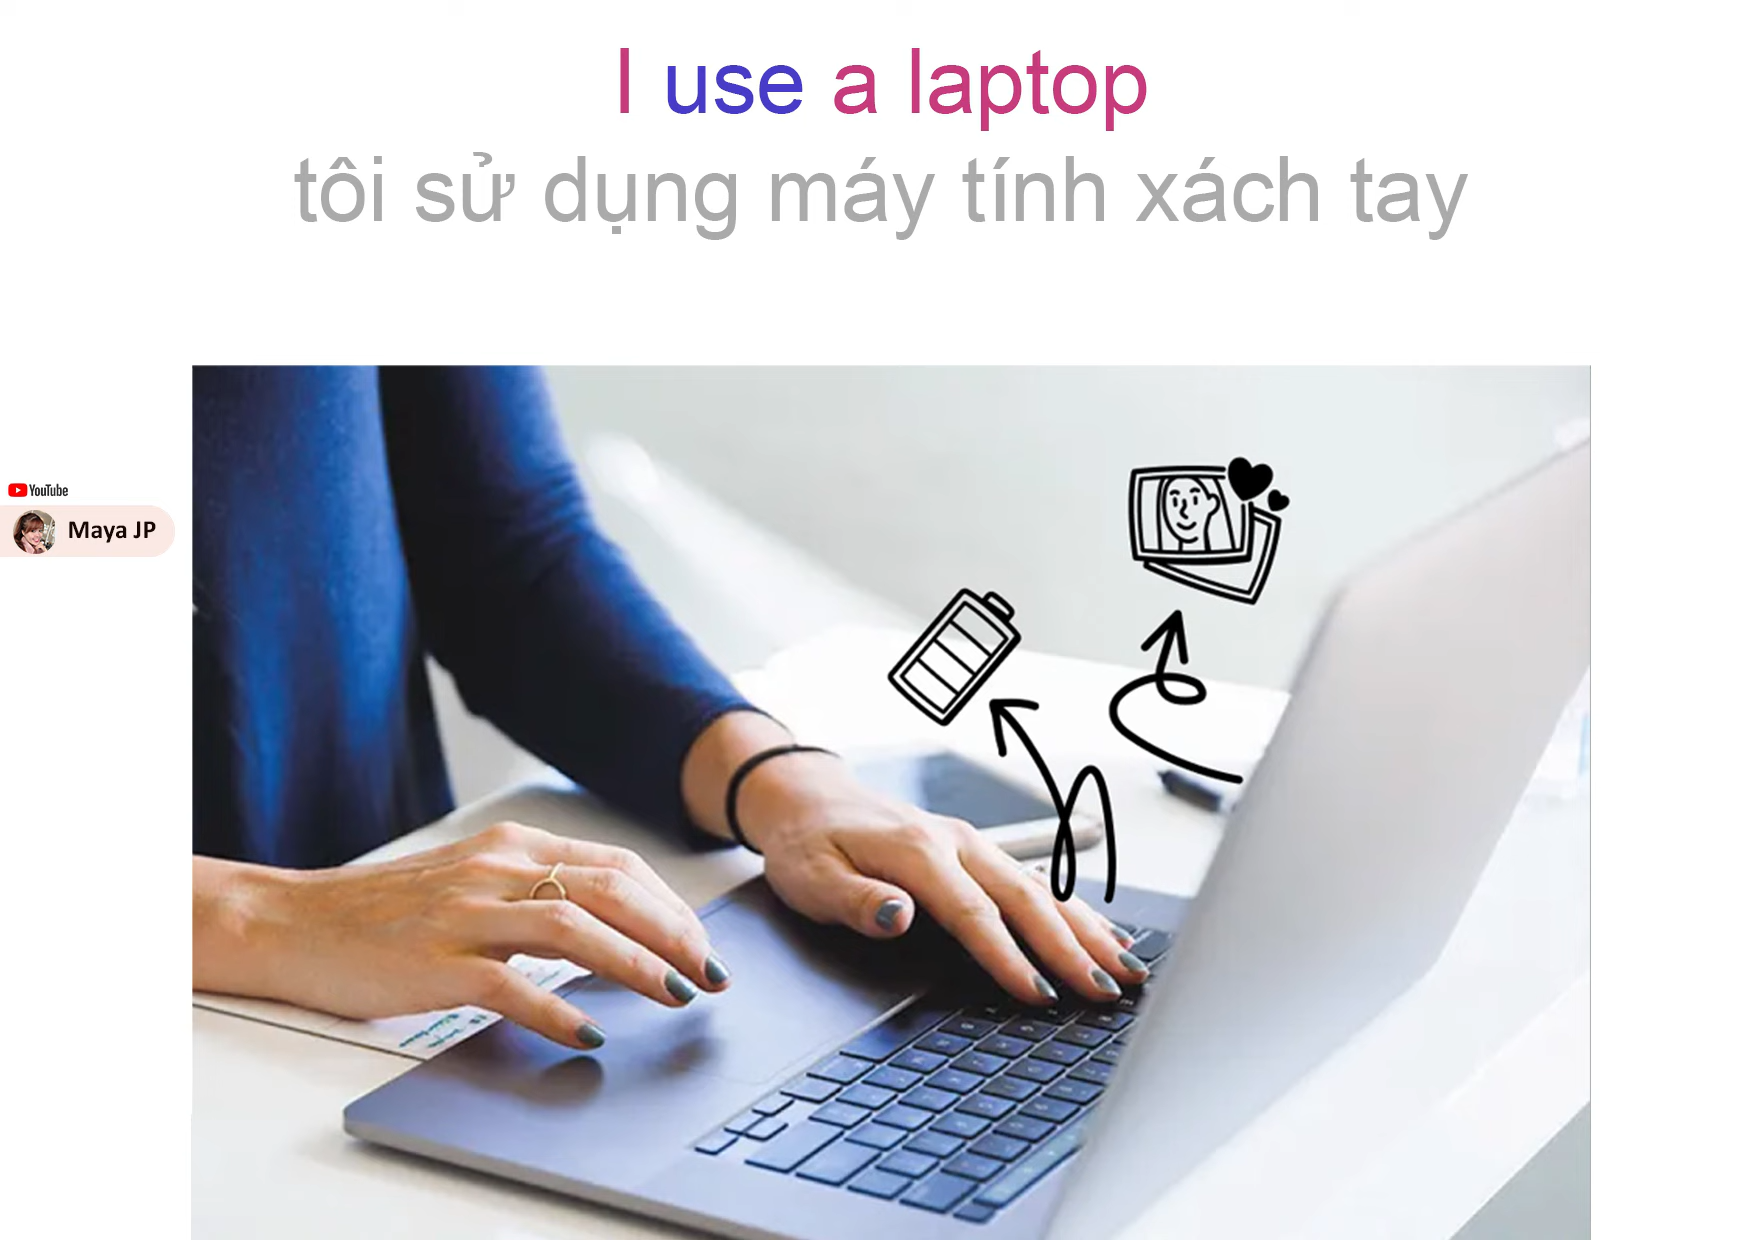 I use a laptop
tôi sử dụng máy tính xách tay
YouTube
Maya JP